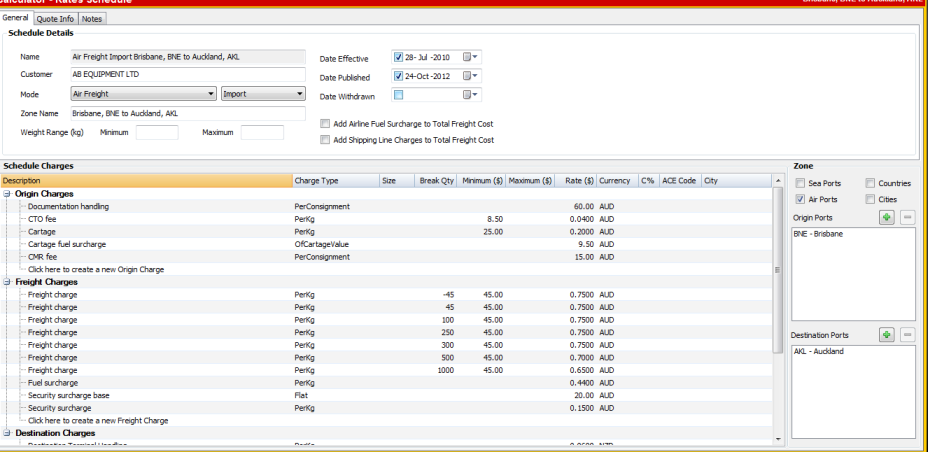 Calculator - Rates Schedule Brisbane, BNE to Auckland, AKL
General Quote Info Notes
Schedule Details
Name Air Freight Import Brisbane, BNE to Auckland, AKL Date Effective 28- Jul -2010
Customer AB EQUIPMENT LTD Date Published 24-Oct -2012
Mode Air Freight Import Date Withdrawn
Zone Name Brisbane, BNE to Auckland, AKL Add Airline Fuel Surcharge to Total Freight Cost
Weight Range (kg) Minimum Maximum Add Shipping Line Charges to Total Freight Cost
Schedule Charges Zone
Description Charge Type Size Break Qty Minimum ($) Maximum ($) Rate ($) Currency C% ACE Code City
Sea Ports Countries
Air Ports Cities
Origin Ports
BNE - Brisbane
Destination Ports
AKL - Auckland
Origin Charges
Documentation handling PerConsignment 60.00 AUD
CTO fee PerKg 8.50 0.0400 AUD
Cartage PerKg 25.00 0.2000 AUD
Cartage fuel surcharge OfCartageValue 9.50 AUD
CMR fee PerConsignment 15.00 AUD
Click here to create a new Origin Charge
Freight Charges
Freight charge PerKg -45 45.00 0.7500 AUD
Freight charge PerKg 45 45.00 0.7500 AUD
Freight charge PerKg 100 45.00 0.7500 AUD
Freight charge PerKg 250 45.00 0.7500 AUD
Freight charge PerKg 300 45.00 0.7500 AUD
Freight charge PerKg 500 45.00 0.7000 AUD
Freight charge PerKg 1000 45.00 0.6500 AUD
Fuel surcharge PerKg 0.4400 AUD
Security surcharge base Flat 20.00 AUD
Security surcharge PerKg 0.1500 AUD
Click here to create a new Freight Charge
Destination Charges
Destination Terminal Handling PerKg NZD